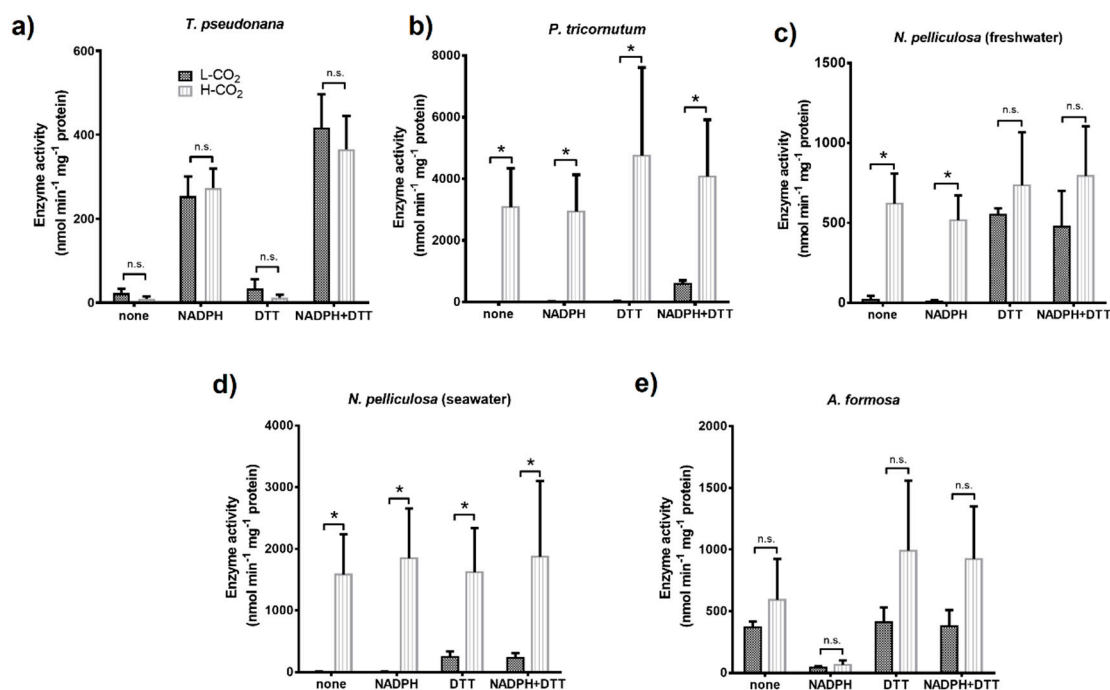 a)
T. pseudonana
Enzyme activity
(nmol min-1 mg-1 protein)
600
400
200
0
L-CO2
H-CO2
n.s.
n.s.
n.s.
n.s.
none NADPH DTT NADPH+DTT
b)
P. tricornutum
Enzyme activity
(nmol min-1 mg-1 protein)
8000
6000
4000
2000
0
*
*
*
*
none NADPH DTT NADPH+DTT
c)
N. pelliculosa (freshwater)
Enzyme activity
(nmol min-1 mg-1 protein)
1500
1000
500
0
*
*
n.s.
n.s.
none NADPH DTT NADPH+DTT
d)
N. pelliculosa (seawater)
Enzyme activity
(nmol min-1 mg-1 protein)
4000
3000
2000
1000
0
*
*
*
*
none NADPH DTT NADPH+DTT
e)
A. formosa
Enzyme activity
(nmol min-1 mg-1 protein)
2000
1500
1000
500
0
n.s.
n.s.
n.s.
n.s.
none NADPH DTT NADPH+DTT